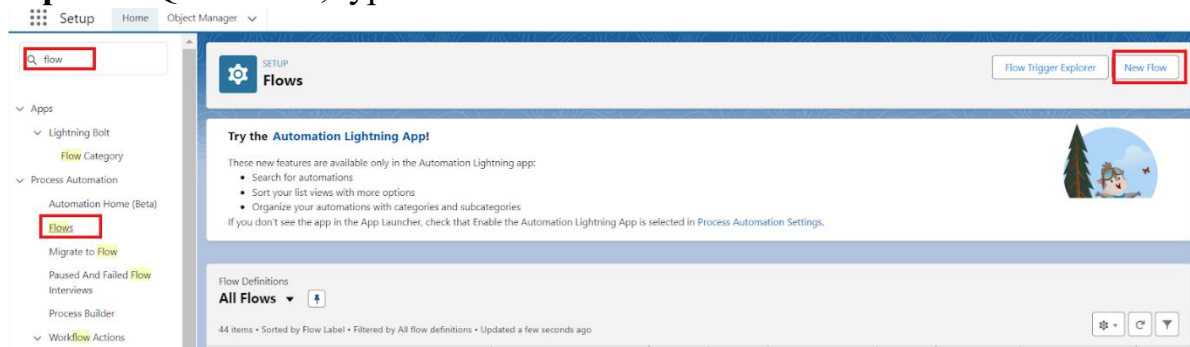 Setup Home Object Manager
flow
Apps
Lightning Bolt
Flow Category
Process Automation
Automation Home (Beta)
Flows
Migrate to Flow
Paused And Failed Flow
Interviews
Process Builder
Workflow Actions
SETUP
Flows
Flow Trigger Explorer
New Flow
Try the Automation Lightning App!
These new features are available only in the Automation Lightning app:
• Search for automations
• Sort your list views with more options
• Organize your automations with categories and subcategories
If you don't see the app in the App Launcher, check that Enable the Automation Lightning App is selected in Process Automation Settings.
Flow Definitions
All Flows
44 items • Sorted by Flow Label • Filtered by All flow definitions • Updated a few seconds ago